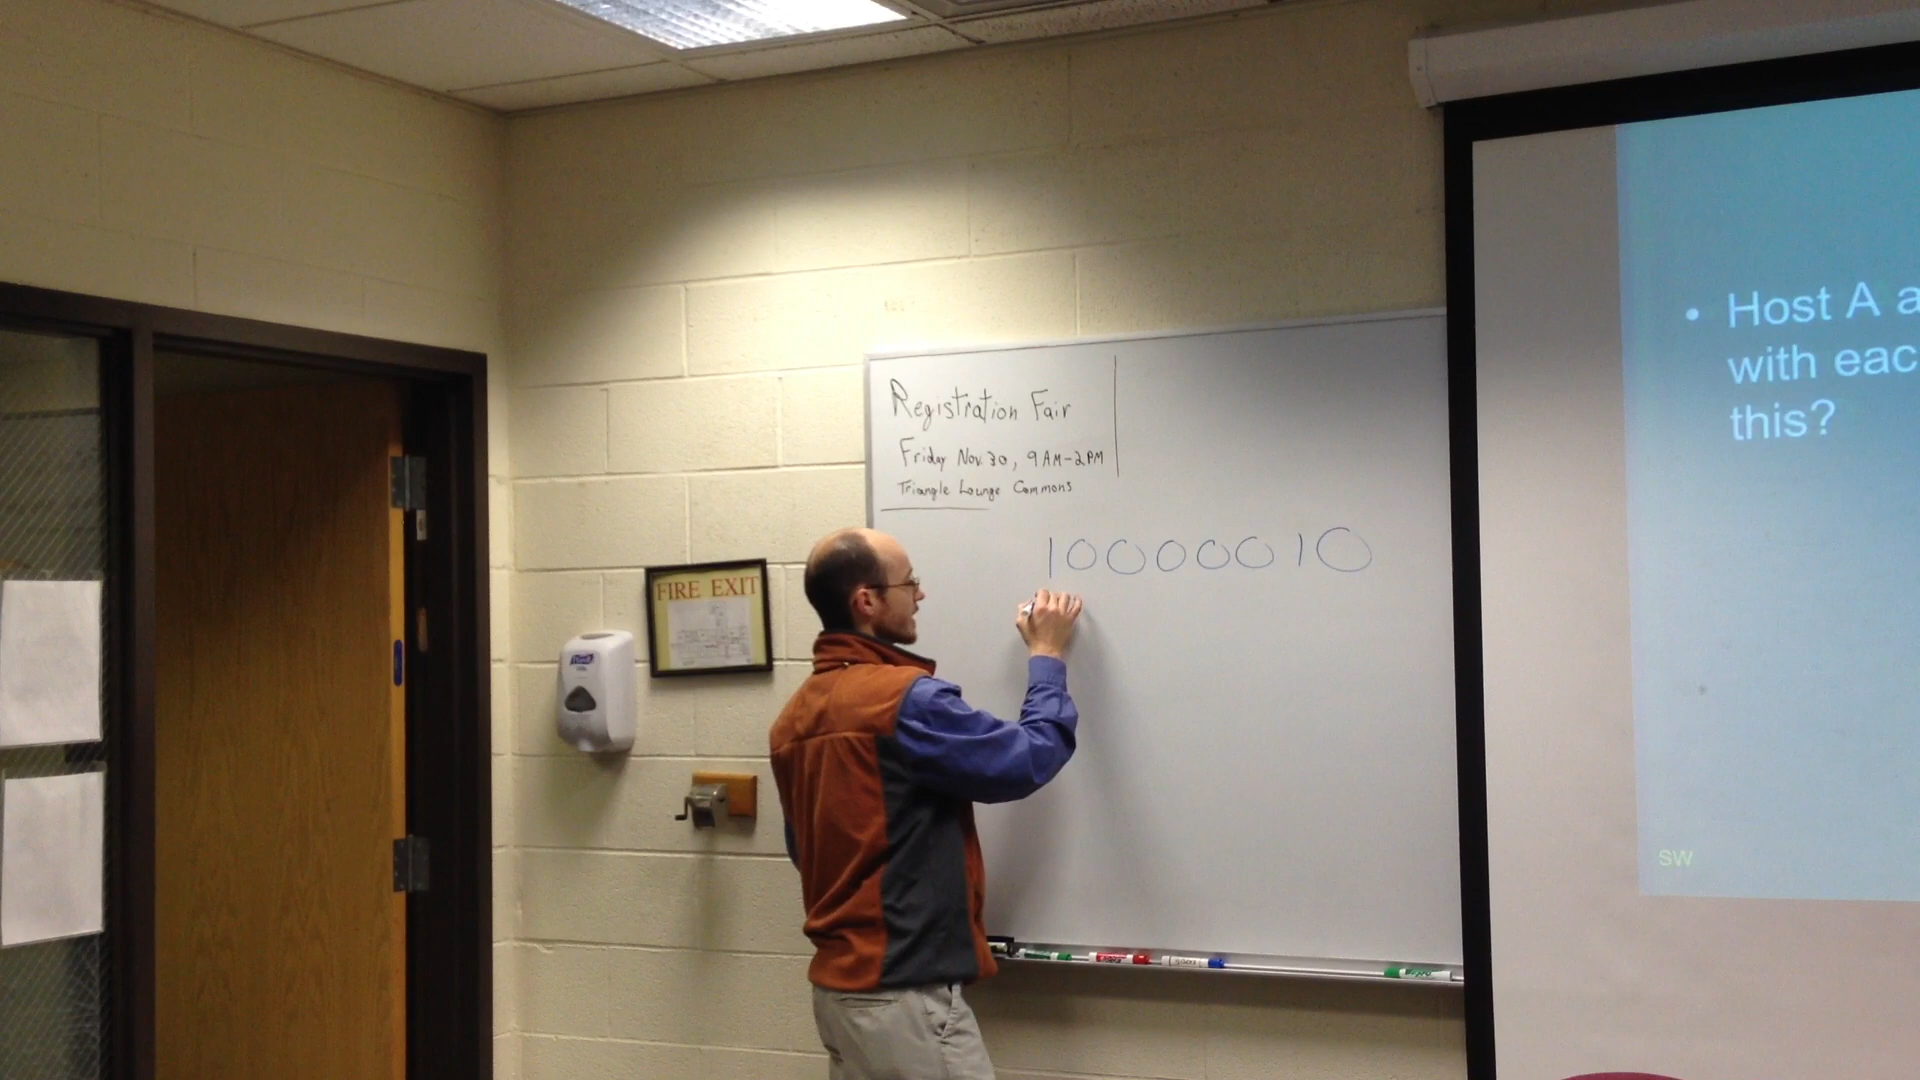 Registration Fair
Friday Nov. 30, 9AM-2PM
Triangle Lounge Commons
10000010
FIRE EXIT
• Host A a
with eac
this?
SW